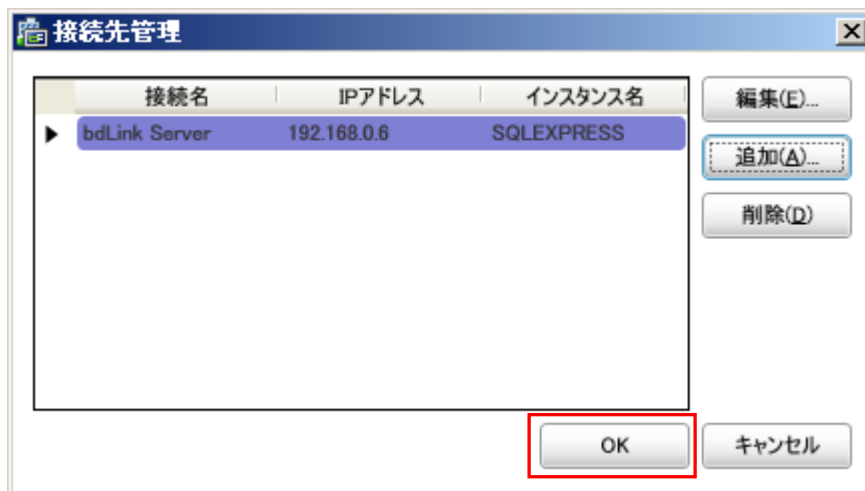 接続先管理
接続名 IPアドレス インスタンス名
bdLink Server 192.168.0.6 SQLEXPRESS
編集(E)...
追加(A)...
削除(D)
OK キャンセル